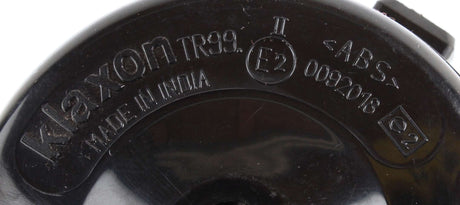 klaxon TR99.
MADE IN INDIA
II
E2
<ABS>
0092016
e2